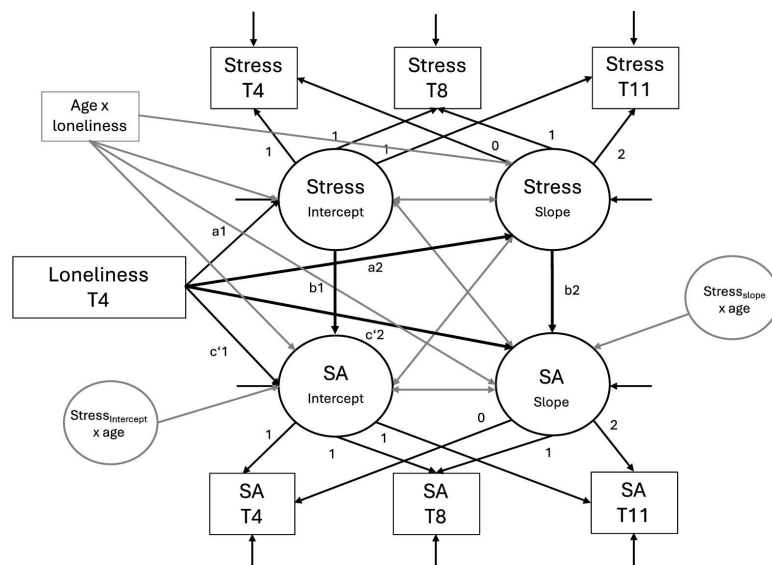 Stress
T4
Stress
T8
Stress
T11
Age x
loneliness
1
1
1
0
1
2
Stress
Intercept
Stress
Slope
a1
Loneliness
T4
a2
b1
b2
Stressslope
x age
c'1
c'2
SA
Intercept
SA
Slope
StressIntercept
x age
1
1
1
0
1
2
SA
T4
SA
T8
SA
T11